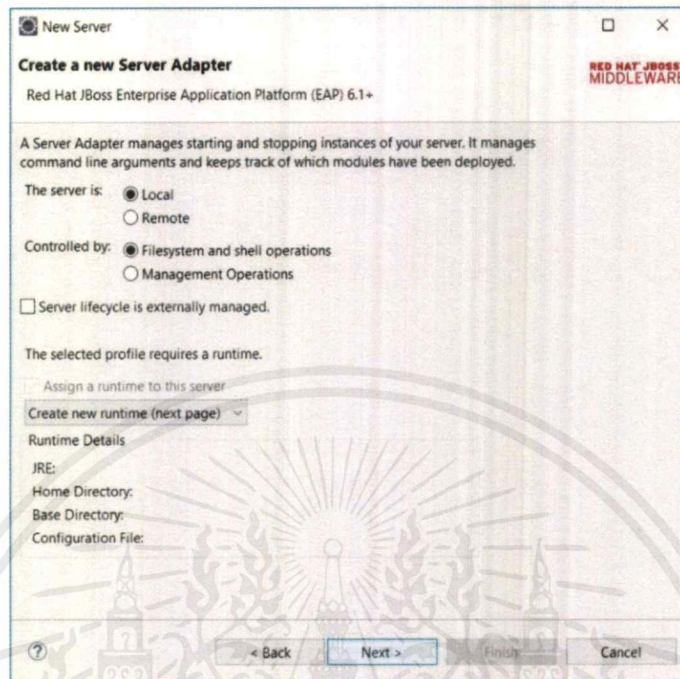 New Server
Create a new Server Adapter
RED HAT JBOSS
MIDDLEWARE
Red Hat JBoss Enterprise Application Platform (EAP) 6.1+
A Server Adapter manages starting and stopping instances of your server. It manages
command line arguments and keeps track of which modules have been deployed.
The server is: Local
Remote
Controlled by: Filesystem and shell operations
Management Operations
Server lifecycle is externally managed.
The selected profile requires a runtime.
Assign a runtime to this server
Create new runtime (next page)
Runtime Details
JRE:
Home Directory:
Base Directory:
Configuration File:
? < Back Next > Finish Cancel